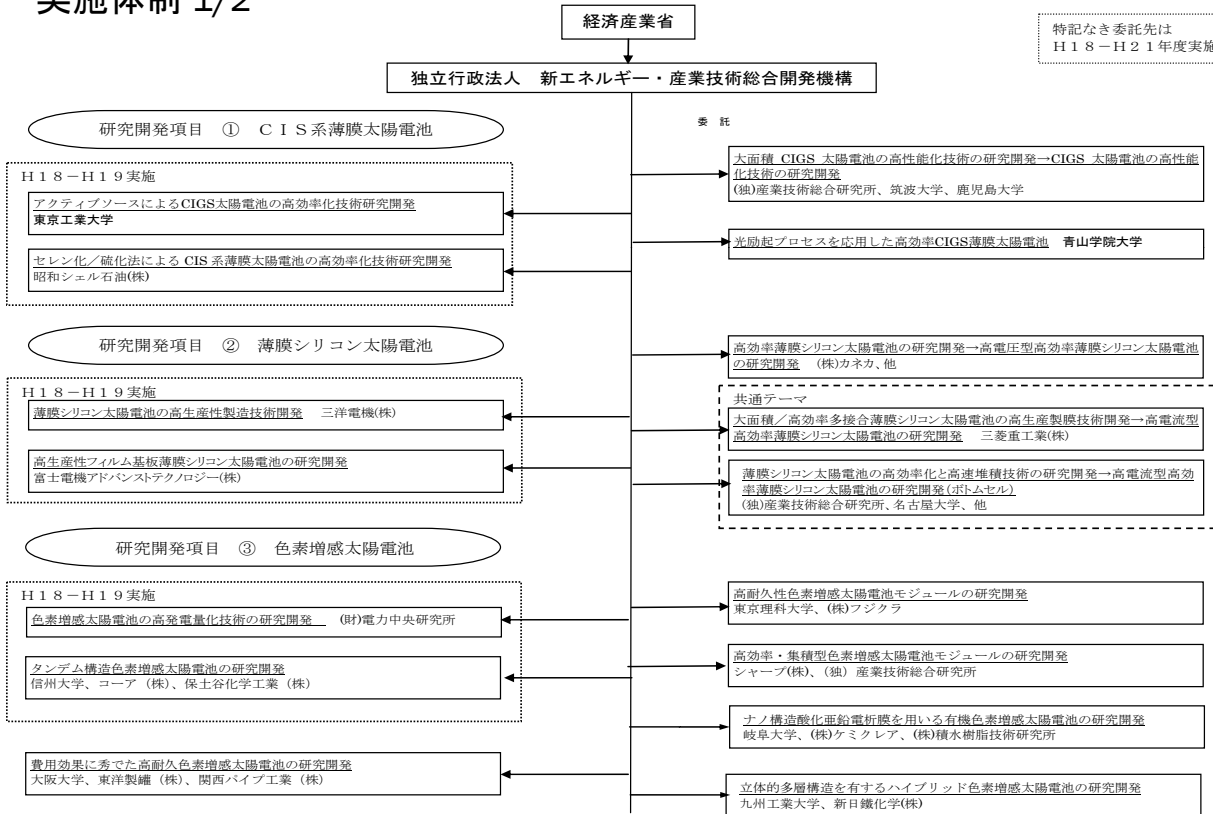 実施体制 1/2
経済産業省
特記なき委託先は
H18-H21年度実施
独立行政法人　新エネルギー・産業技術総合開発機構
委 託
研究開発項目　①　CIS系薄膜太陽電池
H18-H19実施
アクティブソースによるCIGS太陽電池の高効率化技術研究開発
東京工業大学
セレン化／硫化法による CIS 系薄膜太陽電池の高効率化技術研究開発
昭和シェル石油(株)
大面積 CIGS 太陽電池の高性能化技術の研究開発→CIGS 太陽電池の高性能
化技術の研究開発
(独)産業技術総合研究所、筑波大学、鹿児島大学
光励起プロセスを応用した高効率CIGS薄膜太陽電池　青山学院大学
研究開発項目　②　薄膜シリコン太陽電池
H18-H19実施
薄膜シリコン太陽電池の高生産性製造技術開発　三洋電機(株)
高生産性フィルム基板薄膜シリコン太陽電池の研究開発
富士電機アドバンストテクノロジー(株)
高効率薄膜シリコン太陽電池の研究開発→高電圧型高効率薄膜シリコン太陽電池
の研究開発　(株)カネカ、他
共通テーマ
大面積／高効率多接合薄膜シリコン太陽電池の高生産製膜技術開発→高電流型
高効率薄膜シリコン太陽電池の研究開発　三菱重工業(株)
薄膜シリコン太陽電池の高効率化と高速堆積技術の研究開発→高電流型高効
率薄膜シリコン太陽電池の研究開発(ボトムセル)
(独)産業技術総合研究所、名古屋大学、他
研究開発項目　③　色素増感太陽電池
H18-H19実施
色素増感太陽電池の高発電量化技術の研究開発　(財)電力中央研究所
タンデム構造色素増感太陽電池の研究開発
信州大学、コーア（株）、保土谷化学工業（株）
費用効果に秀でた高耐久色素増感太陽電池の研究開発
大阪大学、東洋製罐（株）、関西パイプ工業（株）
高耐久性色素増感太陽電池モジュールの研究開発
東京理科大学、(株)フジクラ
高効率・集積型色素増感太陽電池モジュールの研究開発
シャープ(株)、（独）産業技術総合研究所
ナノ構造酸化亜鉛電析膜を用いる有機色素増感太陽電池の研究開発
岐阜大学、(株)ケミクレア、(株)積水樹脂技術研究所
立体的多層構造を有するハイブリッド色素増感太陽電池の研究開発
九州工業大学、新日鐵化学(株)